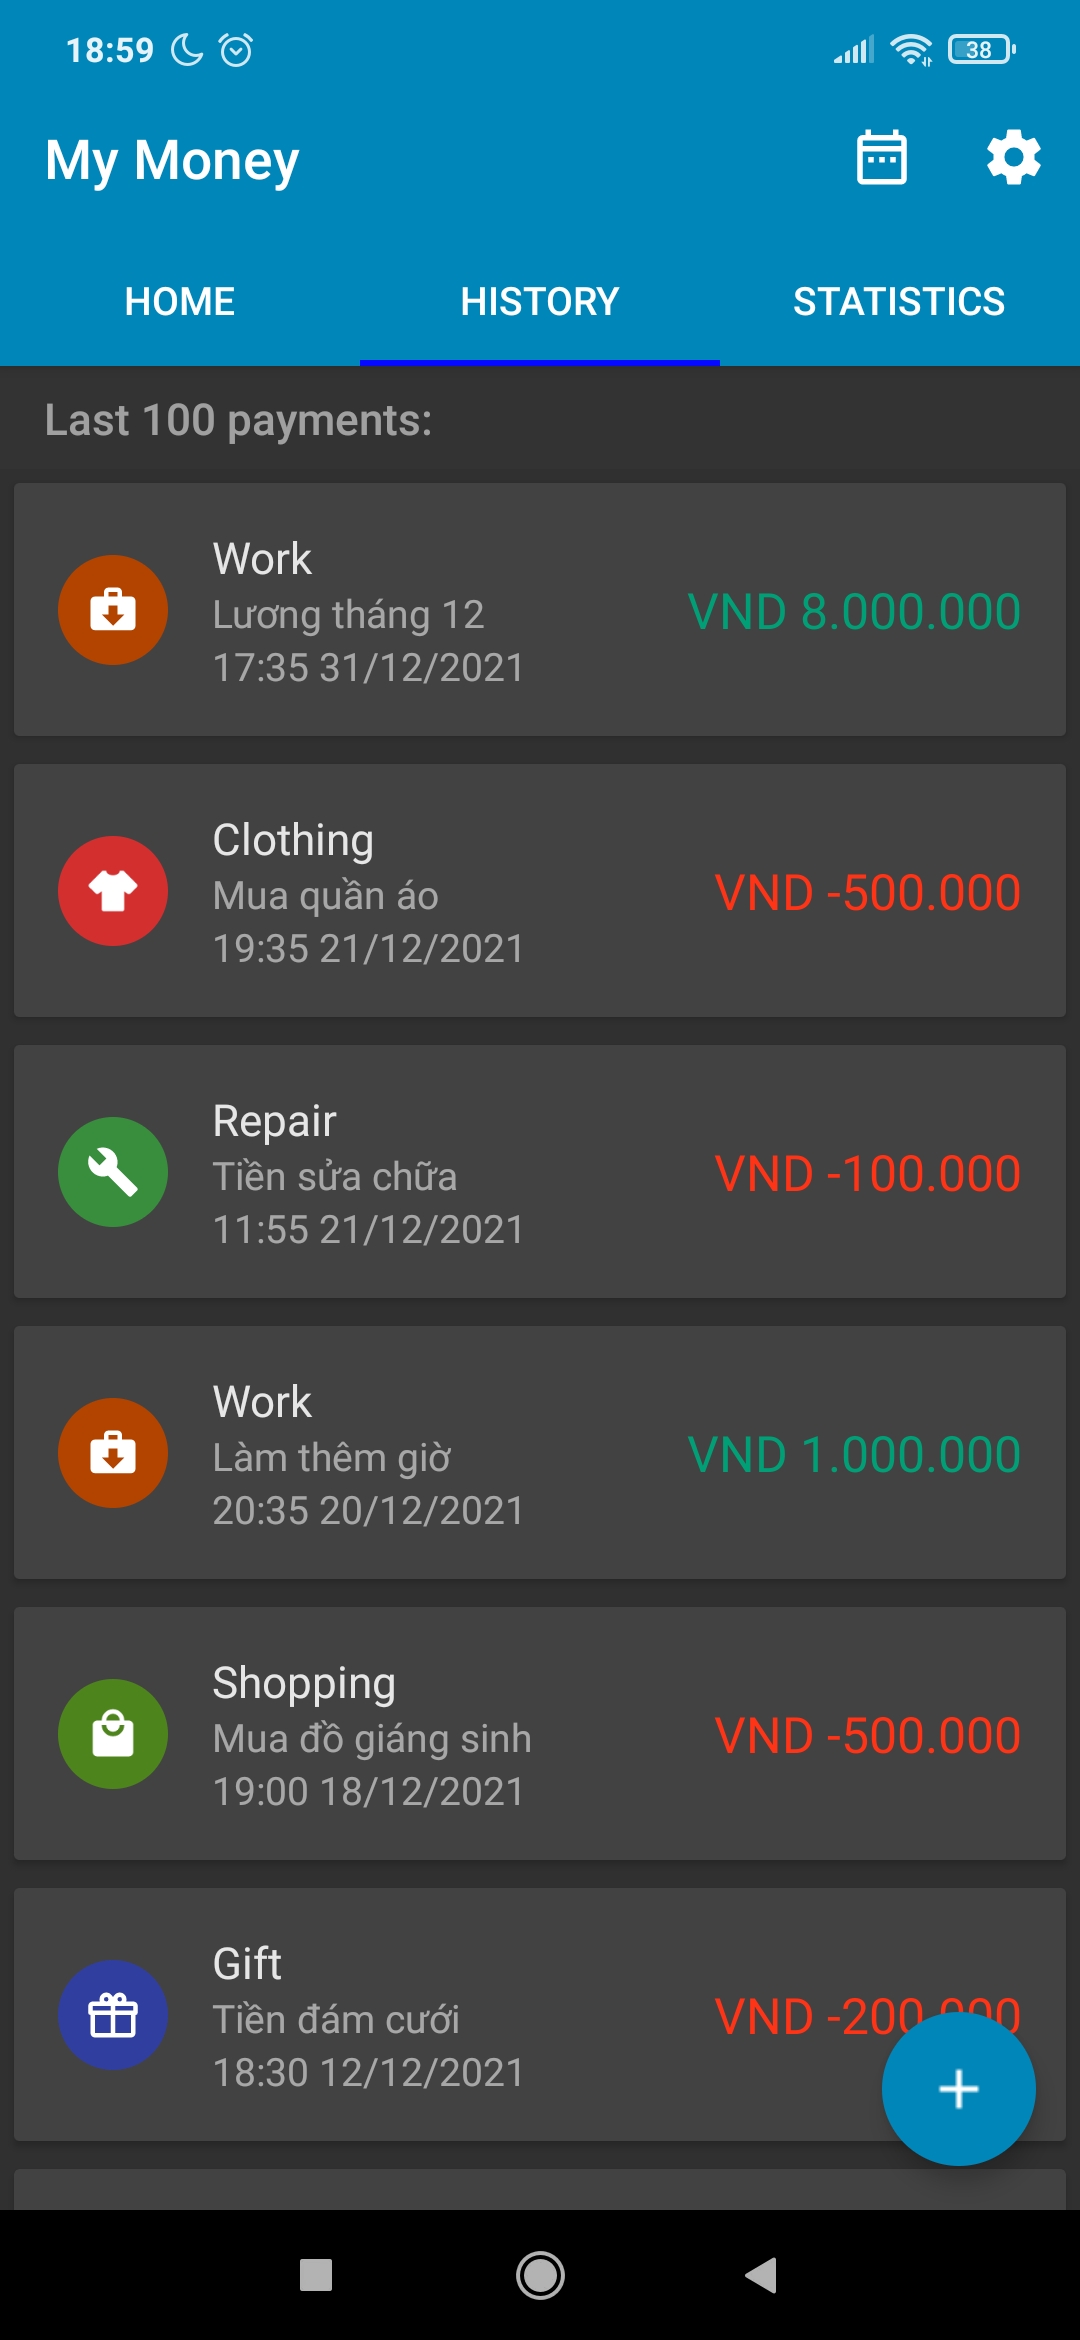 18:59
38
My Money
HOME
HISTORY
STATISTICS
Last 100 payments:
Work
Lương tháng 12
17:35 31/12/2021
VND 8.000.000
Clothing
Mua quần áo
19:35 21/12/2021
VND -500.000
Repair
Tiền sửa chữa
11:55 21/12/2021
VND -100.000
Work
Làm thêm giờ
20:35 20/12/2021
VND 1.000.000
Shopping
Mua đồ giáng sinh
19:00 18/12/2021
VND -500.000
Gift
Tiền đám cưới
18:30 12/12/2021
VND -200.000